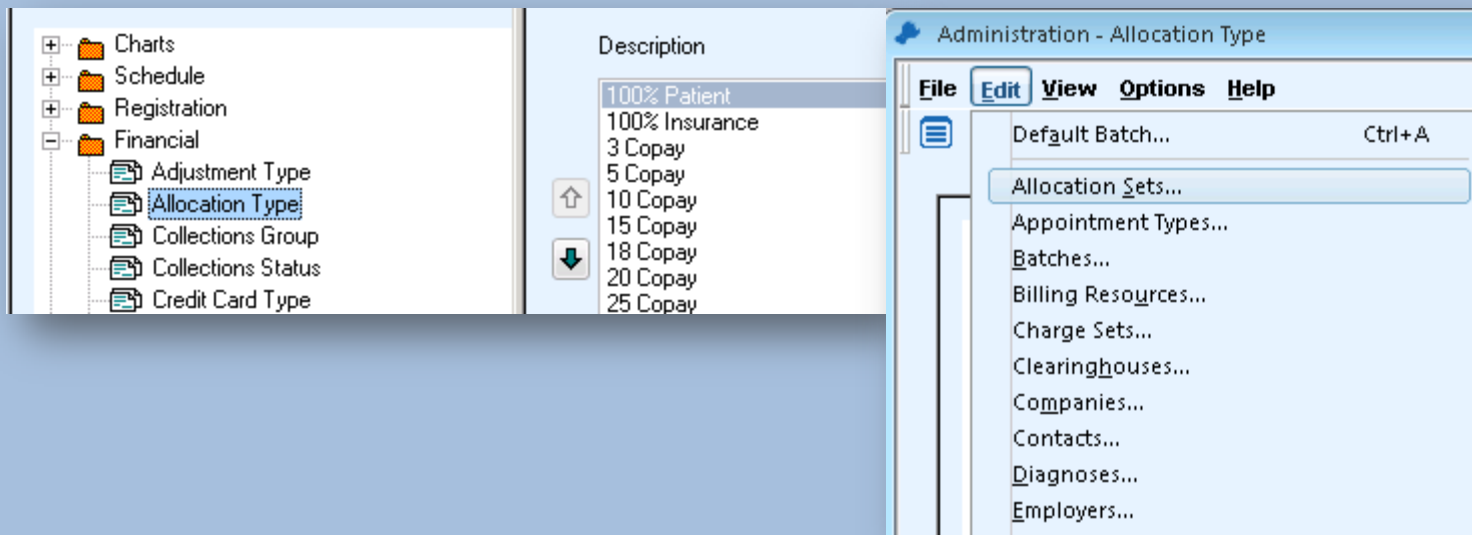 Charts
Schedule
Registration
Financial
Adjustment Type
Allocation Type
Collections Group
Collections Status
Credit Card Type
Description
100% Patient
100% Insurance
3 Copay
5 Copay
10 Copay
15 Copay
18 Copay
20 Copay
25 Copay
Administration - Allocation Type
File Edit View Options Help
Default Batch... Ctrl+A
Allocation Sets...
Appointment Types...
Batches...
Billing Resources...
Charge Sets...
Clearinghouses...
Companies...
Contacts...
Diagnoses...
Employers...